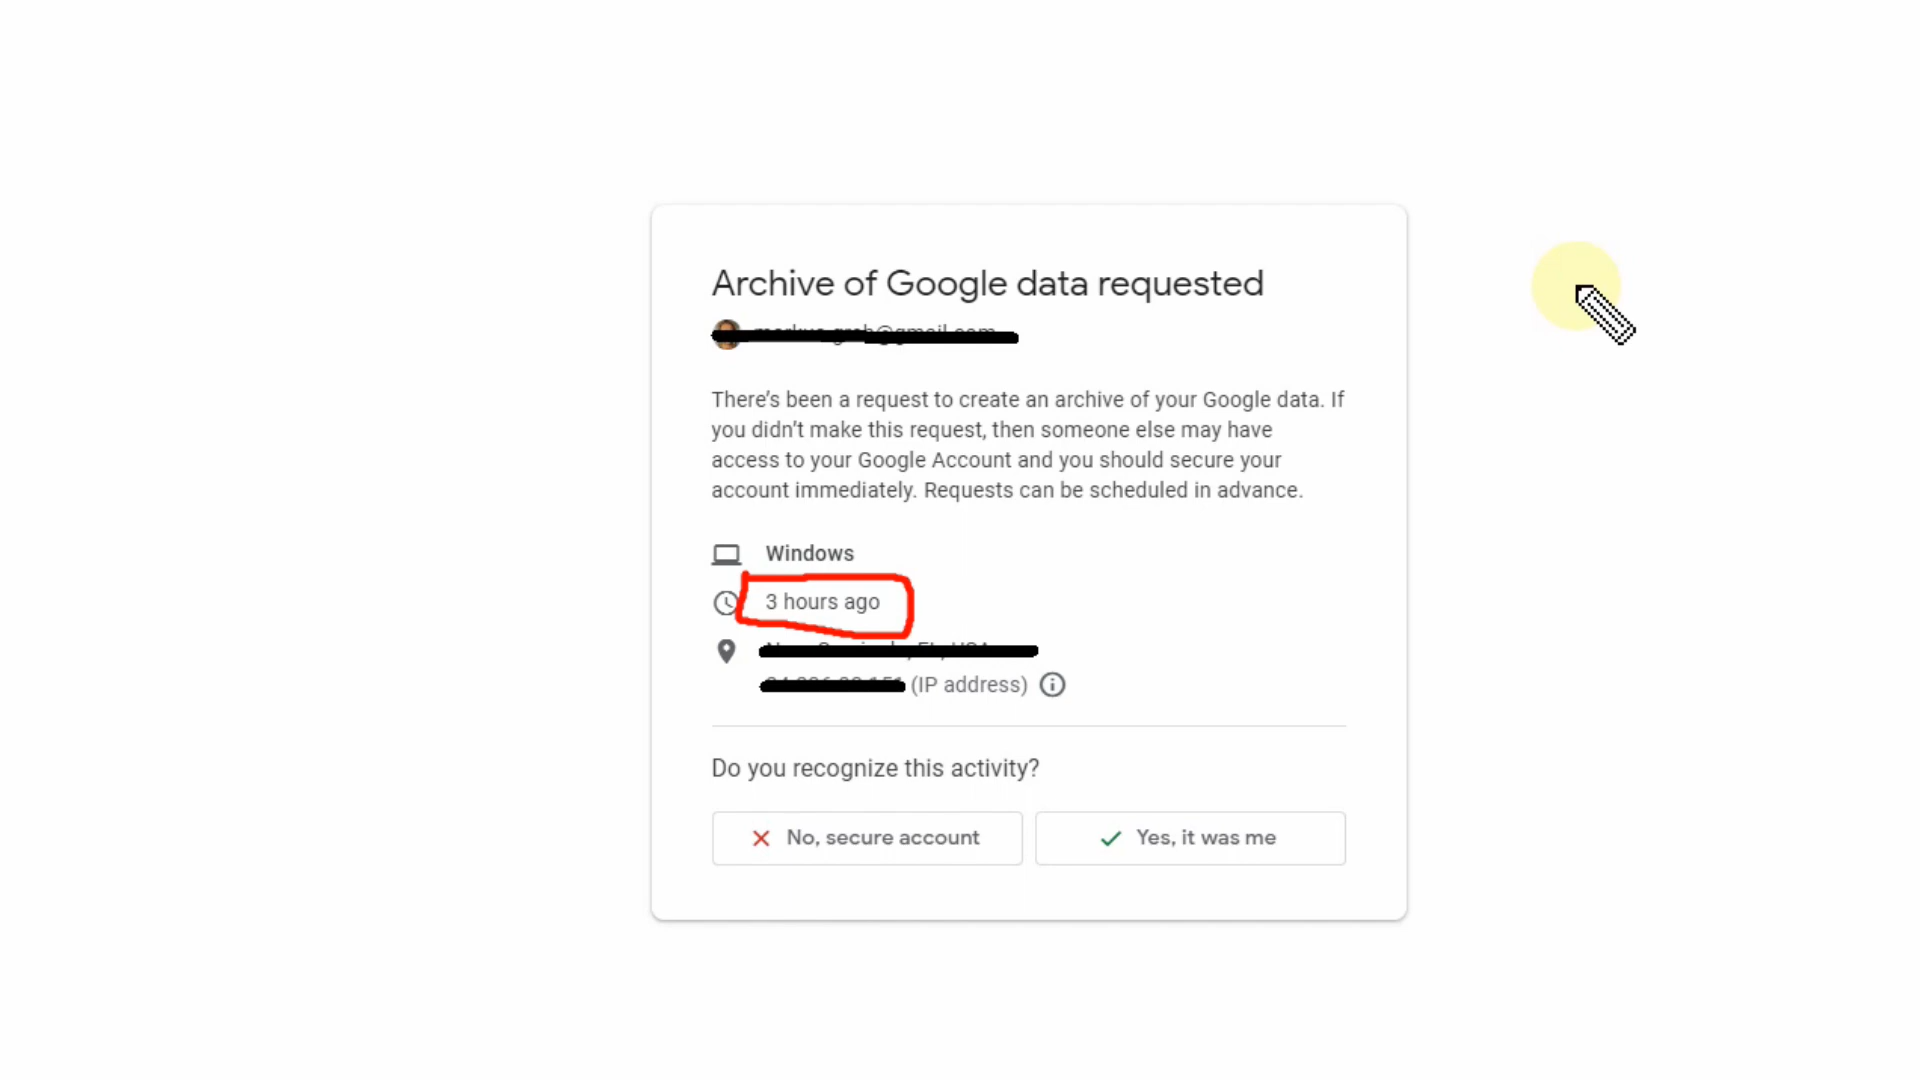 Archive of Google data requested
There's been a request to create an archive of your Google data. If
you didn't make this request, then someone else may have
access to your Google Account and you should secure your
account immediately. Requests can be scheduled in advance.
Windows
3 hours ago
(IP address)
Do you recognize this activity?
No, secure account
Yes, it was me